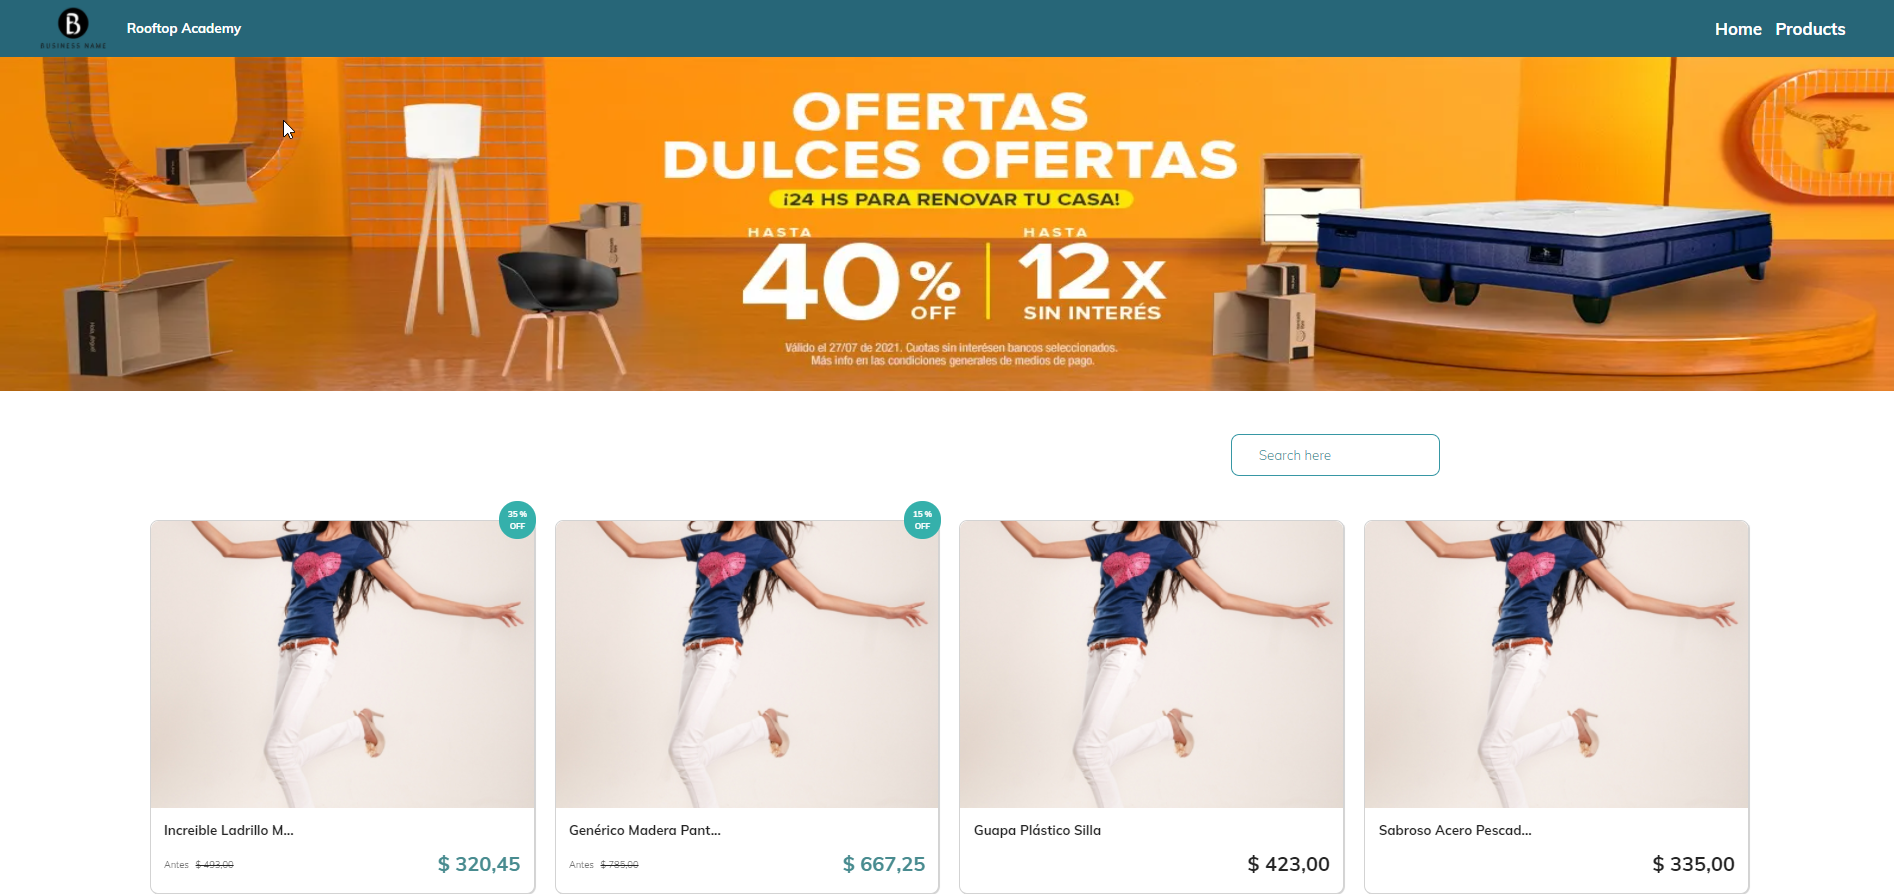 B
BUSINESS NAME
Rooftop Academy
Home Products
OFERTAS
DULCES OFERTAS
¡24 HS PARA RENOVAR TU CASA!
HASTA
40% OFF
HASTA
12 X
SIN INTERÉS
Válido el 27/07 de 2021. Cuotas sin interésen bancos seleccionados.
Más info en las condiciones generales de medios de pago.
Search here
35 %
OFF
15 %
OFF
Increible Ladrillo M...
Antes $ 493,00 $ 320,45
Genérico Madera Pant...
Antes $ 785,00 $ 667,25
Guapa Plástico Silla
$ 423,00
Sabroso Acero Pescad...
$ 335,00